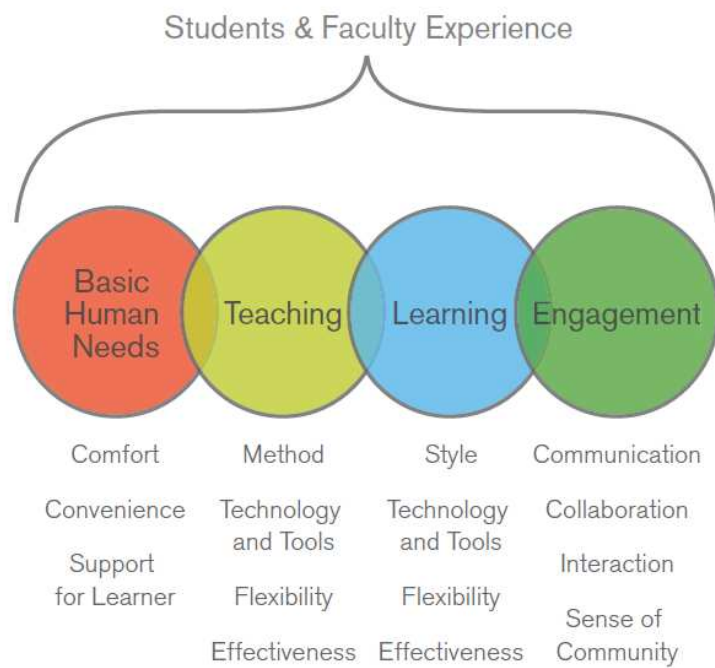 Students & Faculty Experience
Basic
Human
Needs
Teaching
Learning
Engagement
Comfort
Convenience
Support
for Learner
Method
Technology
and Tools
Flexibility
Effectiveness
Style
Technology
and Tools
Flexibility
Effectiveness
Communication
Collaboration
Interaction
Sense of
Community